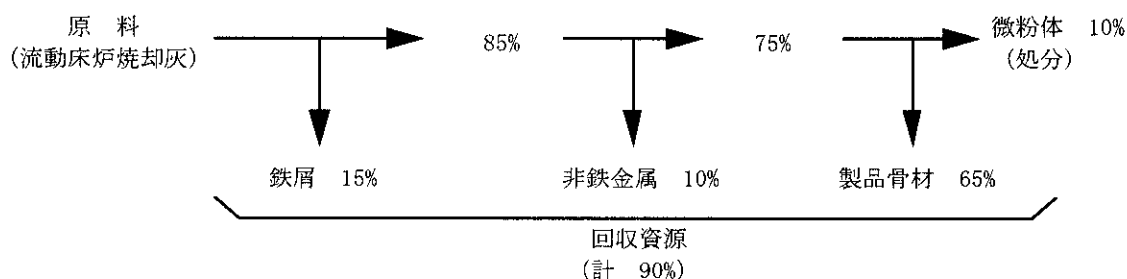 原　料
(流動床炉焼却灰)
85%
75%
微粉体　10%
(処分)
鉄屑　15%
非鉄金属　10%
製品骨材　65%
回収資源
(計　90%)